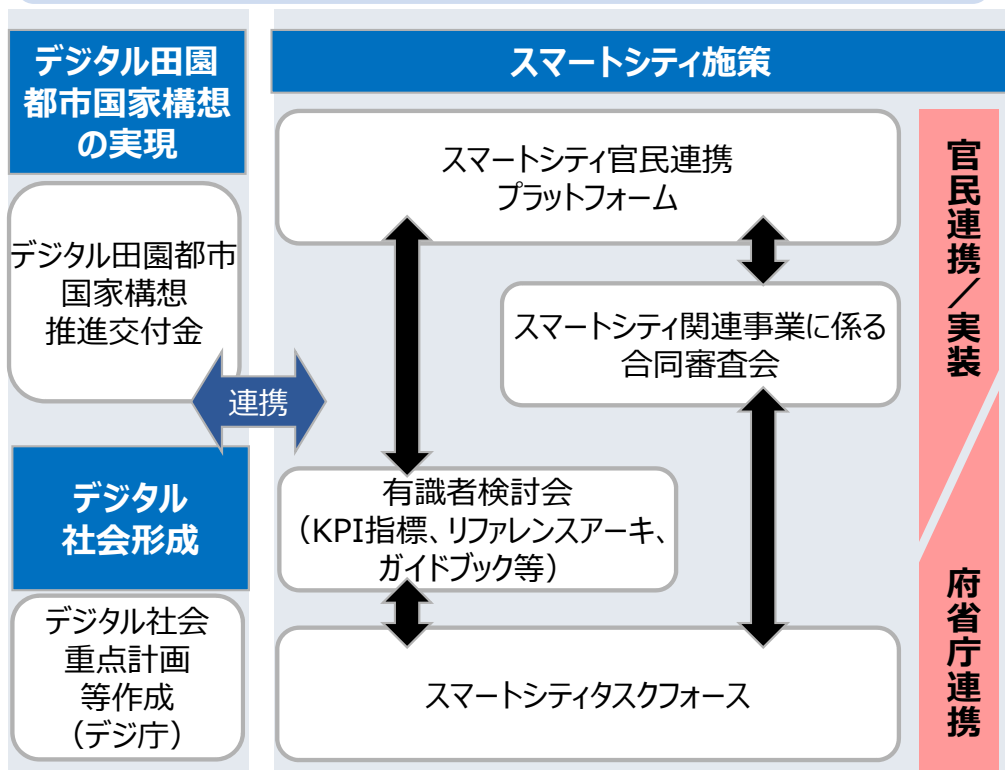 デジタル田園
都市国家構想
の実現
デジタル田園都市
国家構想
推進交付金
連携
デジタル
社会形成
デジタル社会
重点計画
等作成
（デジ庁）
スマートシティ施策
スマートシティ官民連携
プラットフォーム
スマートシティ関連事業に係る
合同審査会
有識者検討会
（KPI指標、リファレンスアーキ、
ガイドブック等）
スマートシティタスクフォース
官民連携／実装
府省庁連携